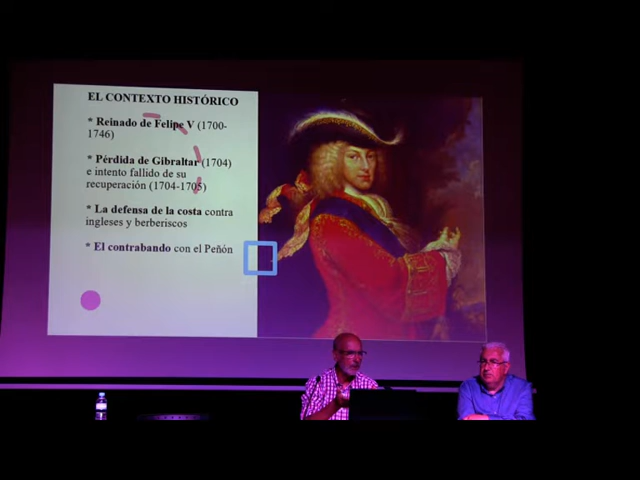 EL CONTEXTO HISTÓRICO
* Reinado de Felipe V (1700-
1746)
* Pérdida de Gibraltar (1704)
e intento fallido de su
recuperación (1704-1705)
* La defensa de la costa contra
ingleses y berberiscos
* El contrabando con el Peñón